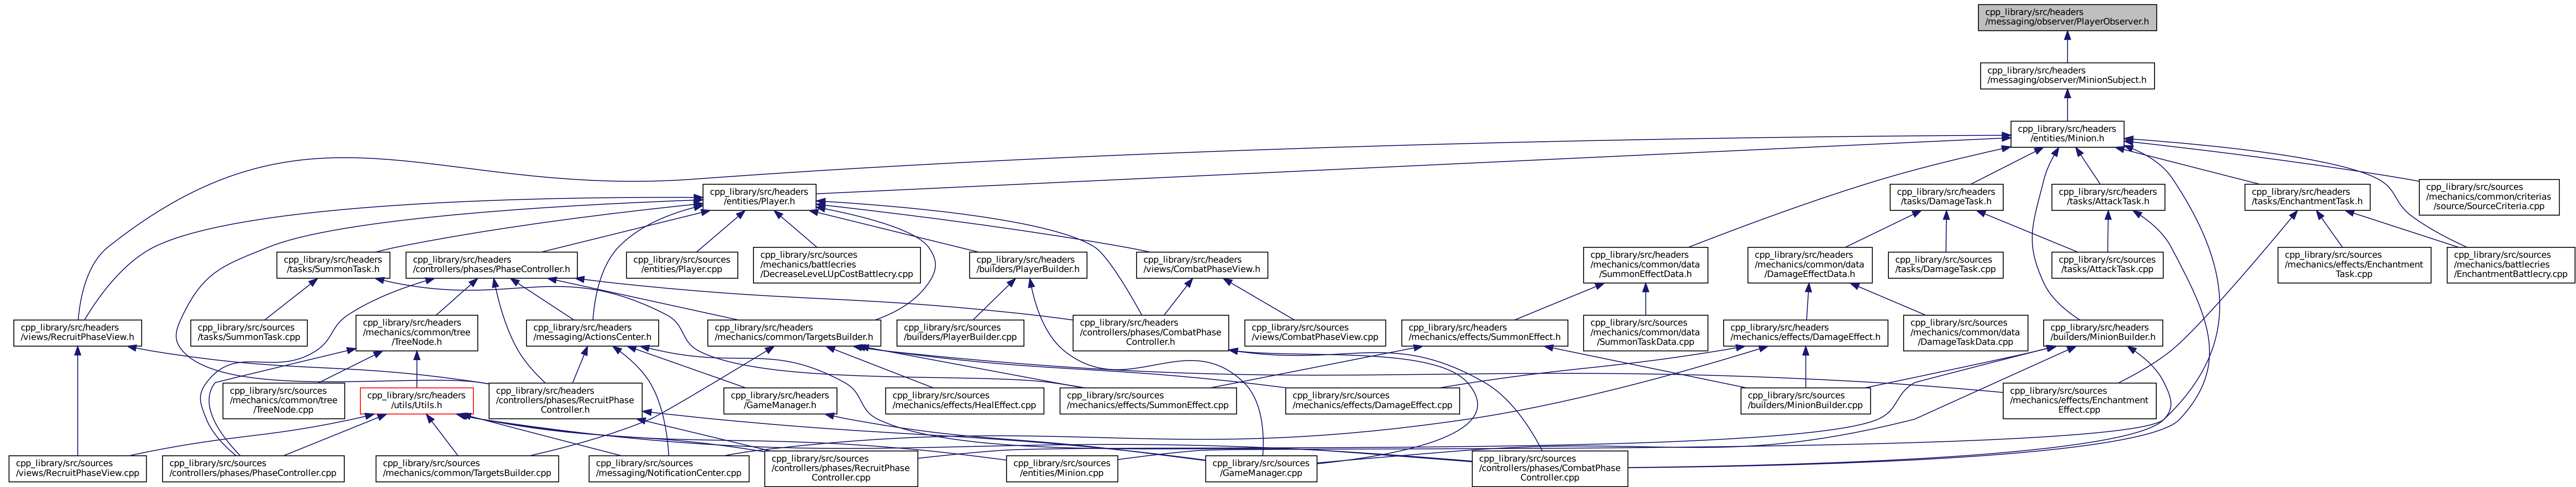 cpp_library/src/headers
/messaging/observer/PlayerObserver.h
cpp_library/src/headers
/messaging/observer/MinionSubject.h
cpp_library/src/headers
/entities/Minion.h
cpp_library/src/headers
/entities/Player.h
cpp_library/src/headers
/tasks/DamageTask.h
cpp_library/src/headers
/tasks/AttackTask.h
cpp_library/src/headers
/tasks/EnchantmentTask.h
cpp_library/src/sources
/mechanics/common/criterias
/source/SourceCriteria.cpp
cpp_library/src/headers
/tasks/SummonTask.h
cpp_library/src/headers
/controllers/phases/PhaseController.h
cpp_library/src/sources
/entities/Player.cpp
cpp_library/src/sources
/mechanics/battlecries
/DecreaseLeveLUpCostBattlecry.cpp
cpp_library/src/headers
/builders/PlayerBuilder.h
cpp_library/src/headers
/views/CombatPhaseView.h
cpp_library/src/headers
/mechanics/common/data
/SummonEffectData.h
cpp_library/src/headers
/mechanics/common/data
/DamageEffectData.h
cpp_library/src/sources
/tasks/DamageTask.cpp
cpp_library/src/sources
/tasks/AttackTask.cpp
cpp_library/src/sources
/mechanics/effects/Enchantment
Task.cpp
cpp_library/src/sources
/mechanics/battlecries
/EnchantmentBattlecry.cpp
cpp_library/src/headers
/views/RecruitPhaseView.h
cpp_library/src/sources
/tasks/SummonTask.cpp
cpp_library/src/headers
/mechanics/common/tree
/TreeNode.h
cpp_library/src/headers
/messaging/ActionsCenter.h
cpp_library/src/headers
/mechanics/common/TargetsBuilder.h
cpp_library/src/sources
/builders/PlayerBuilder.cpp
cpp_library/src/headers
/controllers/phases/CombatPhase
Controller.h
cpp_library/src/sources
/views/CombatPhaseView.cpp
cpp_library/src/headers
/mechanics/effects/SummonEffect.h
cpp_library/src/sources
/mechanics/common/data
/SummonTaskData.cpp
cpp_library/src/headers
/mechanics/effects/DamageEffect.h
cpp_library/src/sources
/mechanics/common/data
/DamageTaskData.cpp
cpp_library/src/headers
/builders/MinionBuilder.h
cpp_library/src/sources
/mechanics/common/tree
/TreeNode.cpp
cpp_library/src/headers
/utils/Utils.h
cpp_library/src/headers
/controllers/phases/RecruitPhase
Controller.h
cpp_library/src/headers
/GameManager.h
cpp_library/src/sources
/mechanics/effects/HealEffect.cpp
cpp_library/src/sources
/mechanics/effects/SummonEffect.cpp
cpp_library/src/sources
/mechanics/effects/DamageEffect.cpp
cpp_library/src/sources
/builders/MinionBuilder.cpp
cpp_library/src/sources
/mechanics/effects/Enchantment
Effect.cpp
cpp_library/src/sources
/views/RecruitPhaseView.cpp
cpp_library/src/sources
/controllers/phases/PhaseController.cpp
cpp_library/src/sources
/mechanics/common/TargetsBuilder.cpp
cpp_library/src/sources
/messaging/NotificationCenter.cpp
cpp_library/src/sources
/controllers/phases/RecruitPhase
Controller.cpp
cpp_library/src/sources
/entities/Minion.cpp
cpp_library/src/sources
/GameManager.cpp
cpp_library/src/sources
/controllers/phases/CombatPhase
Controller.cpp